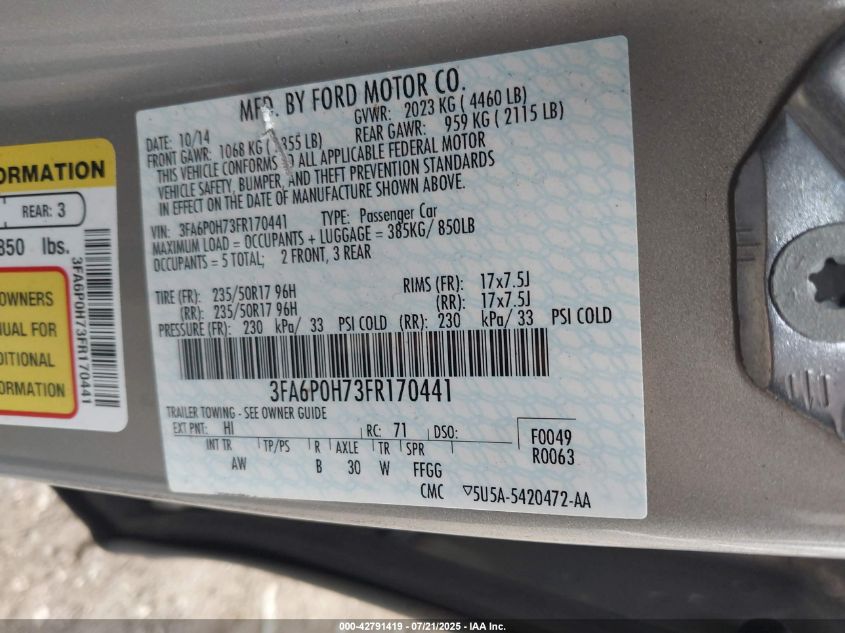 MFD. BY FORD MOTOR CO.
DATE: 10/14 GVWR: 2023 KG ( 4460 LB)
FRONT GAWR: 1068 KG ( 355 LB) REAR GAWR: 959 KG ( 2115 LB)
THIS VEHICLE CONFORMS TO ALL APPLICABLE FEDERAL MOTOR
VEHICLE SAFETY, BUMPER, AND THEFT PREVENTION STANDARDS
IN EFFECT ON THE DATE OF MANUFACTURE SHOWN ABOVE.
VIN: 3FA6P0H73FR170441 TYPE: Passenger Car
MAXIMUM LOAD = OCCUPANTS + LUGGAGE = 385KG/ 850LB
OCCUPANTS = 5 TOTAL; 2 FRONT, 3 REAR
TIRE (FR): 235/50R17 96H RIMS (FR): 17x7.5J
(RR): 235/50R17 96H (RR): 17x7.5J
PRESSURE (FR): 230 kPa/ 33 PSI COLD (RR): 230 kPa/ 33 PSI COLD
3FA6P0H73FR170441
TRAILER TOWING - SEE OWNER GUIDE
EXT PNT: HI RC: 71 DSO: F0049
INT TR TP/PS R AXLE TR SPR R0063
AW B 30 W FFGG
CMC ▽5U5A-5420472-AA
ORMATION
REAR: 3
850 lbs.
OWNERS
NUAL FOR
DITIONAL
FORMATION
3FA6P0H73FR170441
000-42791419 - 07/21/2025 - IS-4 - IAA